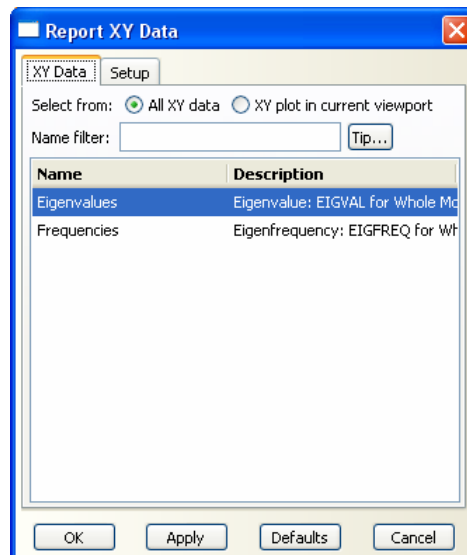 Report XY Data
XY Data Setup
Select from: All XY data XY plot in current viewport
Name filter: Tip...
Name Description
Eigenvalues Eigenvalue: EIGVAL for Whole Mo
Frequencies Eigenfrequency: EIGFREQ for Wh
OK Apply Defaults Cancel